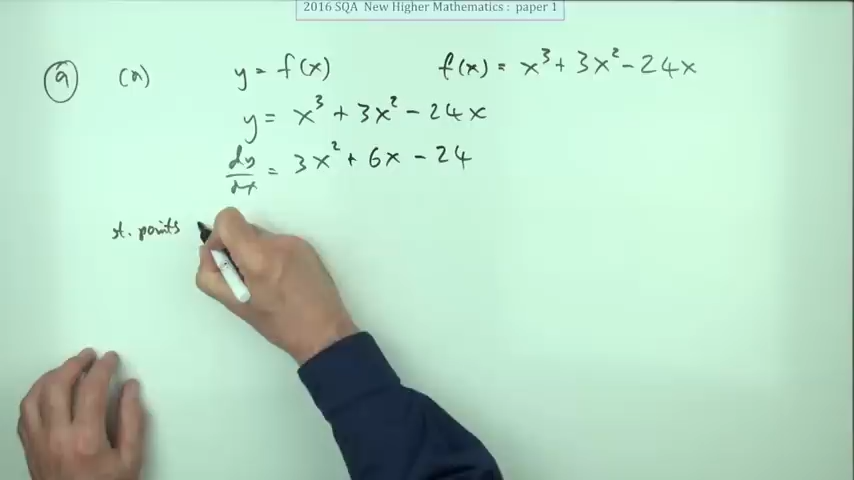 2016 SQA New Higher Mathematics : paper 1
9 (a) y = f(x) f(x) = x³ + 3x² - 24x
y = x³ + 3x² - 24x
dy/dx = 3x² + 6x - 24
st. points